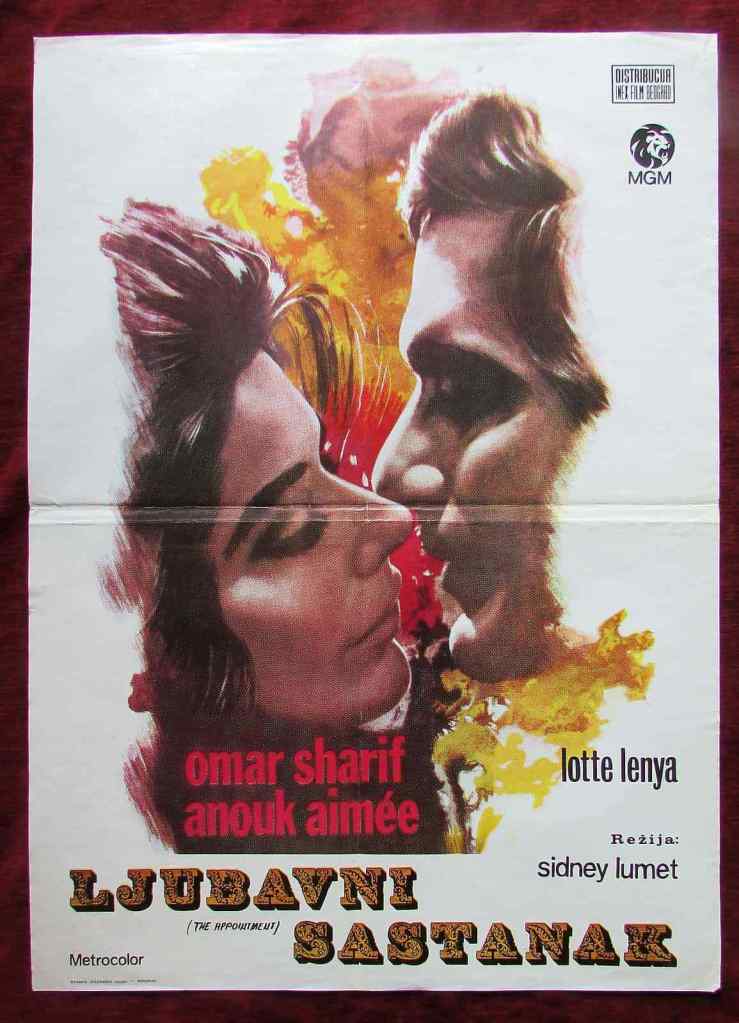 DISTRIBUCIJA
INEX FILM BEOGRAD
MGM
omar sharif
anouk aimée
lotte lenya
Režija:
sidney lumet
LJUBAVNI
(THE APPOINTMENT)
SASTANAK
Metrocolor